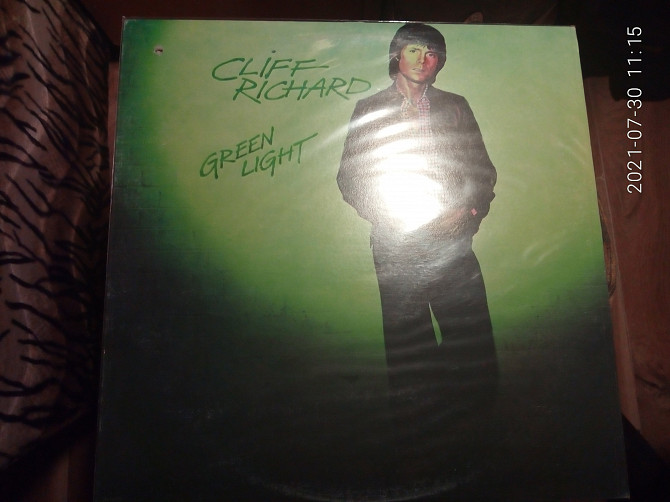 CLIFF
RICHARD
GREEN
LIGHT
2021-07-30 11:15